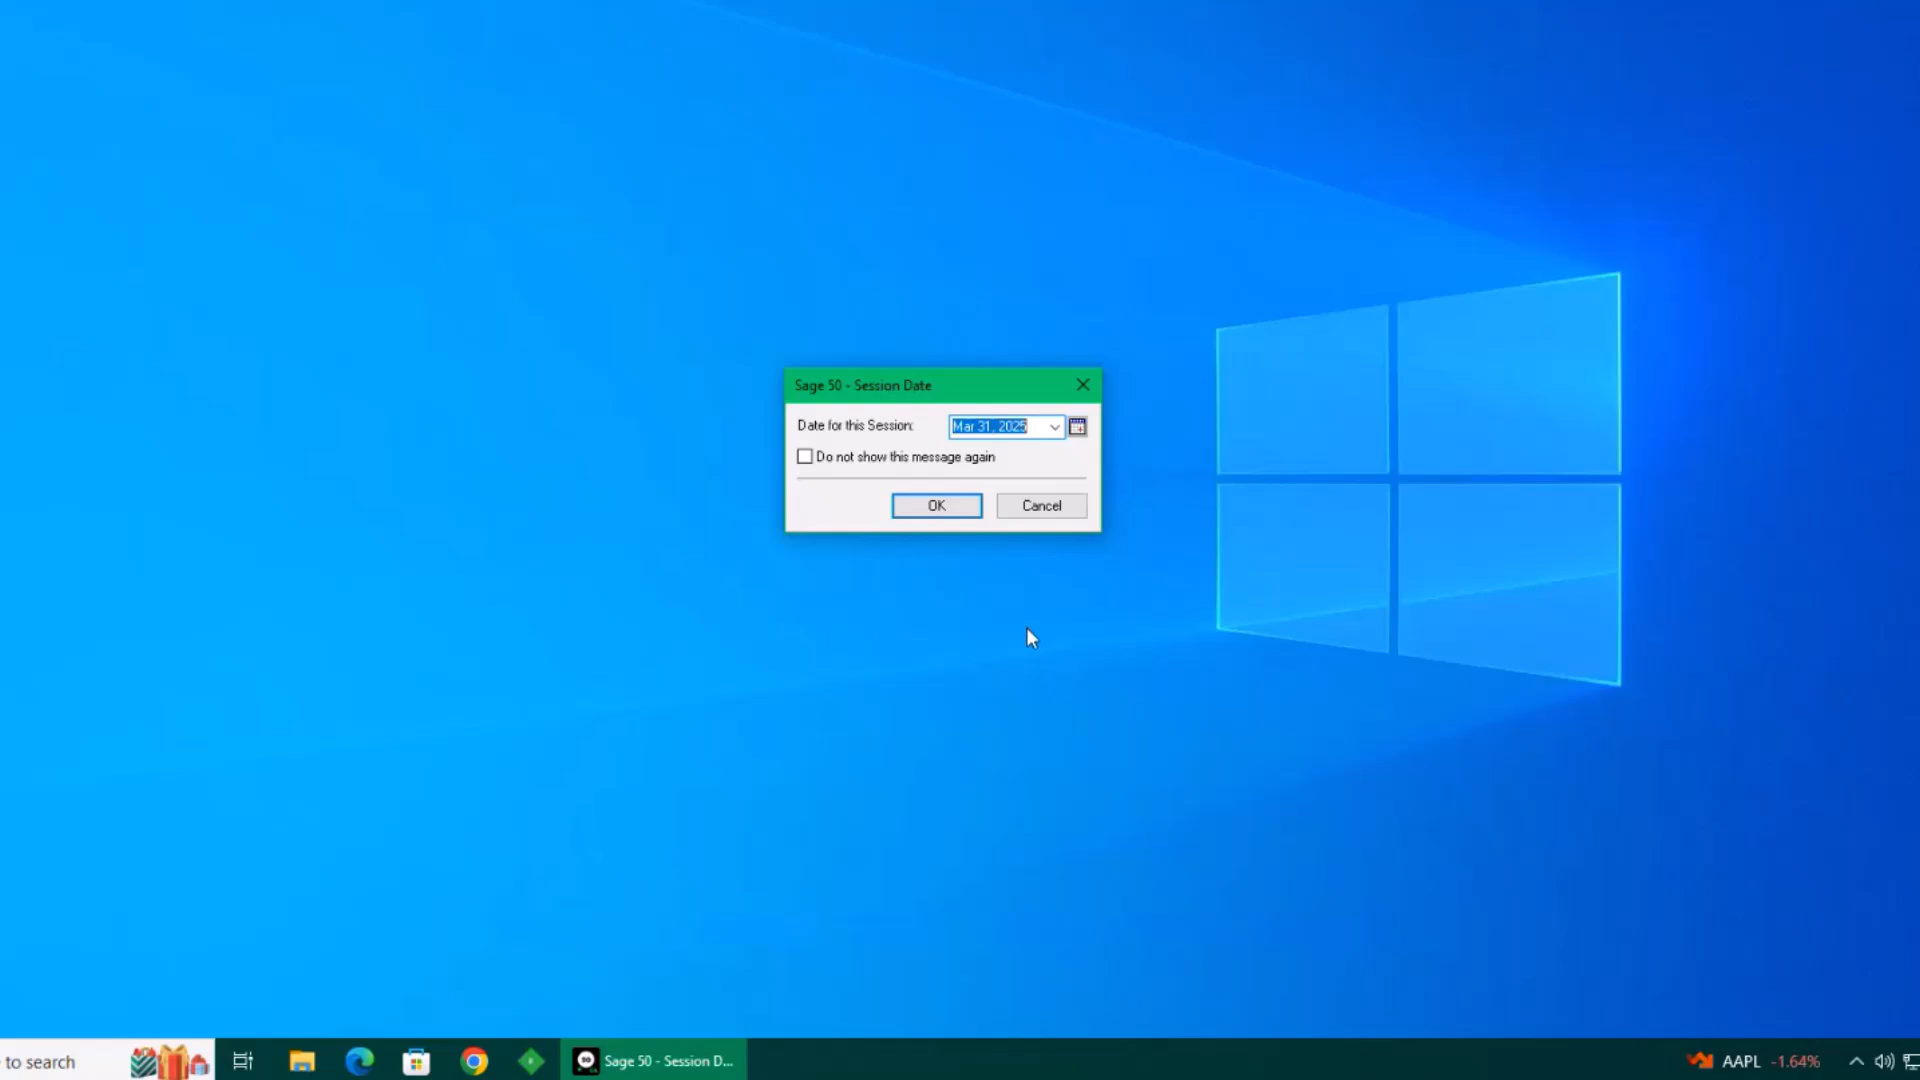 Sage 50 - Session Date
Date for this Session: Mar 31, 2025
Do not show this message again
OK Cancel
to search
Sage 50 - Session D...
AAPL -1.64%